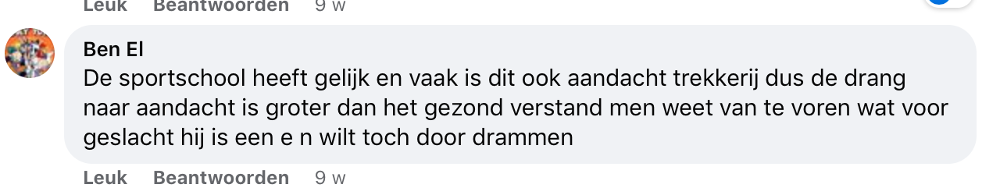 Leuk Beantwoorden 9 w
Ben El
De sportschool heeft gelijk en vaak is dit ook aandacht trekkerij dus de drang
naar aandacht is groter dan het gezond verstand men weet van te voren wat voor
geslacht hij is een e n wilt toch door drammen
Leuk Beantwoorden 9 w